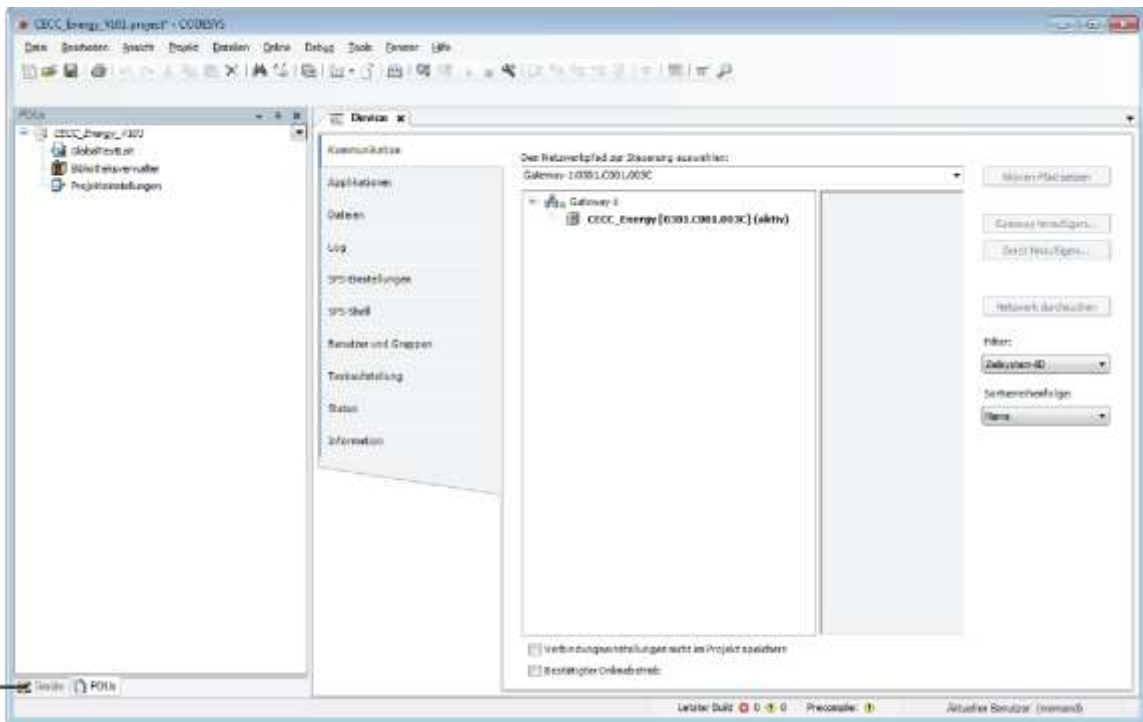 CECC_Energy_V101.project* - CODESYS
Datei Bearbeiten Ansicht Projekt Erstellen Online Debug Tools Fenster Hilfe
POUs
CECC_Energy_V101
GlobalTextList
Bibliotheksverwalter
Projekteinstellungen
Geräte
POUs
Devices
Kommunikation
Applikationen
Dateien
Log
SPS-Einstellungen
SPS-Shell
Benutzer und Gruppen
Taskaufstellung
Status
Information
Den Netzwerkpfad zur Steuerung auswählen:
Gateway-1:0301.C001.003C
Gateway-1
CECC_Energy [0301.C001.003C] (aktiv)
Aktiven Pfad setzen
Gateway hinzufügen...
Gerät hinzufügen...
Netzwerk durchsuchen
Filter:
Zielsystem-ID
Sortierreihenfolge:
Name
Verbindungseinstellungen nicht im Projekt speichern
Bestätigter Onlinebetrieb
Letzter Build: 0 0 Precompile: Aktueller Benutzer: (niemand)